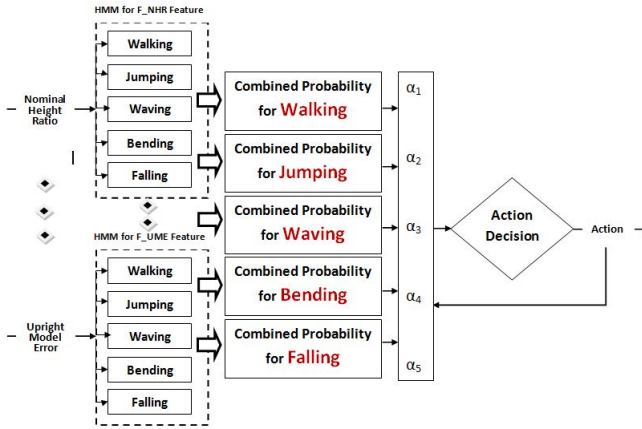 HMM for F_NHR Feature
Walking
Jumping
Waving
Bending
Falling
Nominal
Height
Ratio
HMM for F_UME Feature
Walking
Jumping
Waving
Bending
Falling
Upright
Model
Error
Combined Probability
for Walking
Combined Probability
for Jumping
Combined Probability
for Waving
Combined Probability
for Bending
Combined Probability
for Falling
α1
α2
α3
α4
α5
Action
Decision
Action